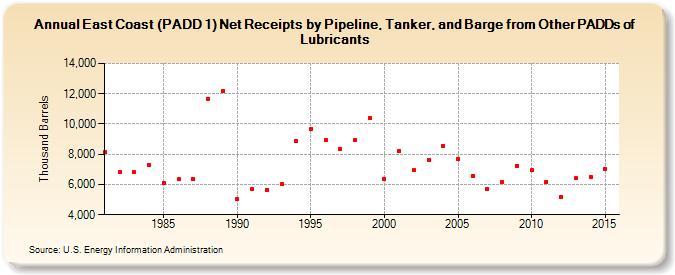 Annual East Coast (PADD 1) Net Receipts by Pipeline, Tanker, and Barge from Other PADDs of
Lubricants
Thousand Barrels
14,000
12,000
10,000
8,000
6,000
4,000
1985 1990 1995 2000 2005 2010 2015
Source: U.S. Energy Information Administration